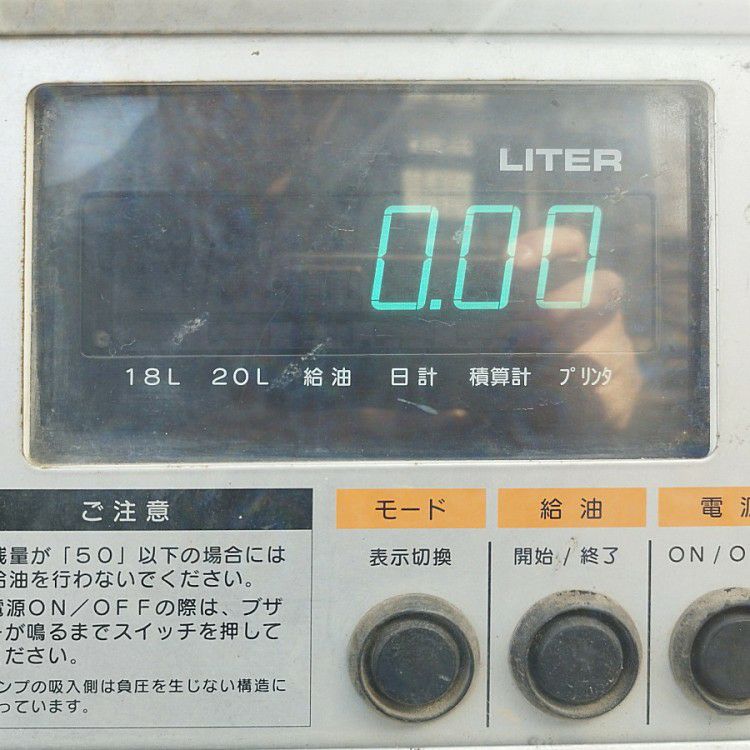 LITER
0.00
18L 20L 給油 日計 積算計 プリンタ
ご注意
量が「50」以下の場合には
給油を行わないでください。
電源ON/OFFの際は、ブザ
ーが鳴るまでスイッチを押して
ださい。
ンプの吸入側は負圧を生じない構造に
っています。
モード 給油 電源
表示切換 開始/終了 ON/O